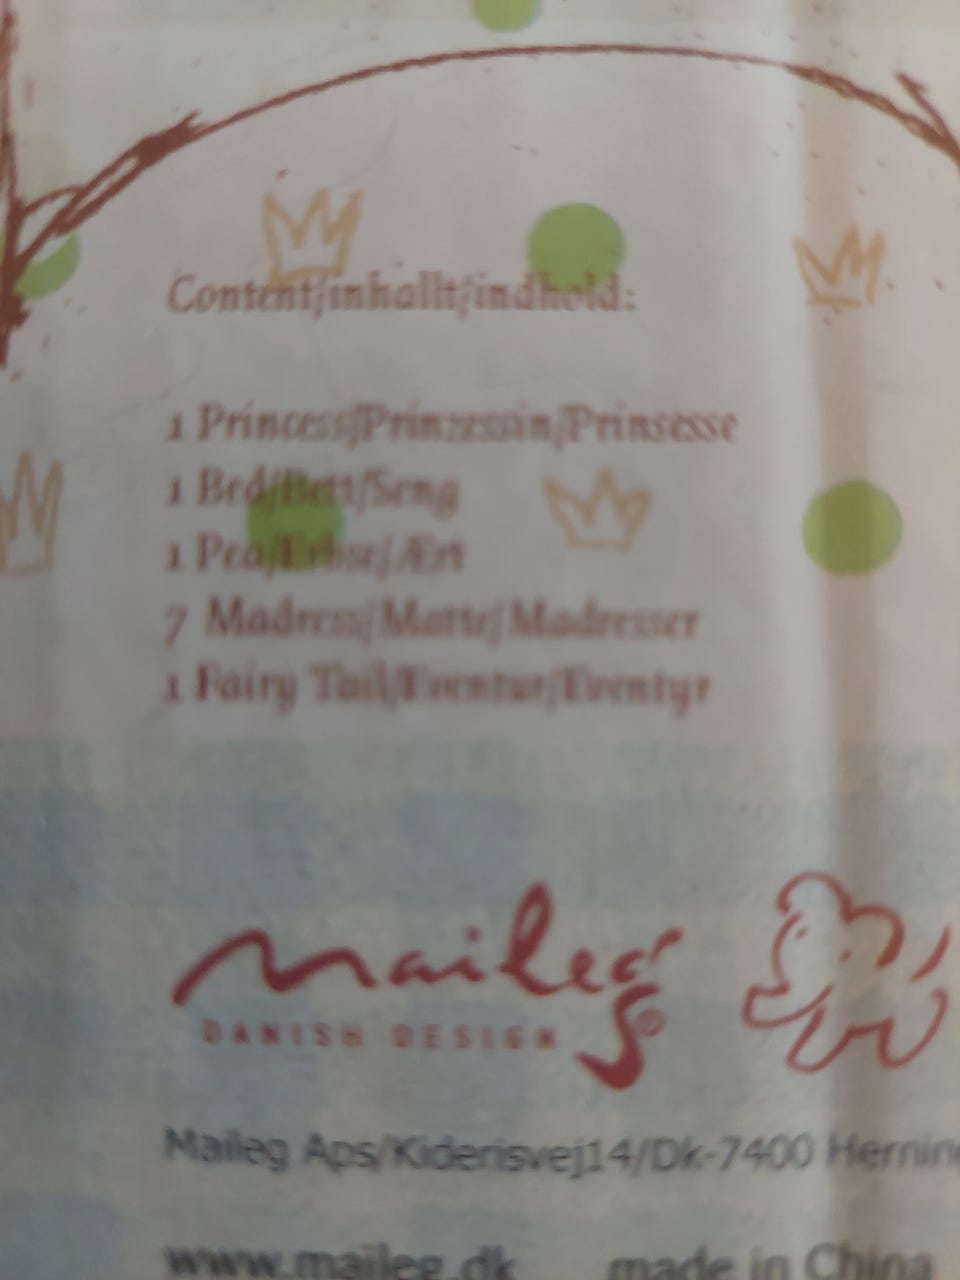 Content/inhallt/indhold:
1 Princess/Prinzessin/Prinsesse
1 Bed/Bett/Seng
1 Pea/Erbse/Ært
7 Madress/Matte/Madresser
1 Fairy Tail/Eventur/Eventyr
maileg®
DANISH DESIGN
Maileg Aps/Kiderisvej14/Dk-7400 Herning
www.maileg.dk made in China